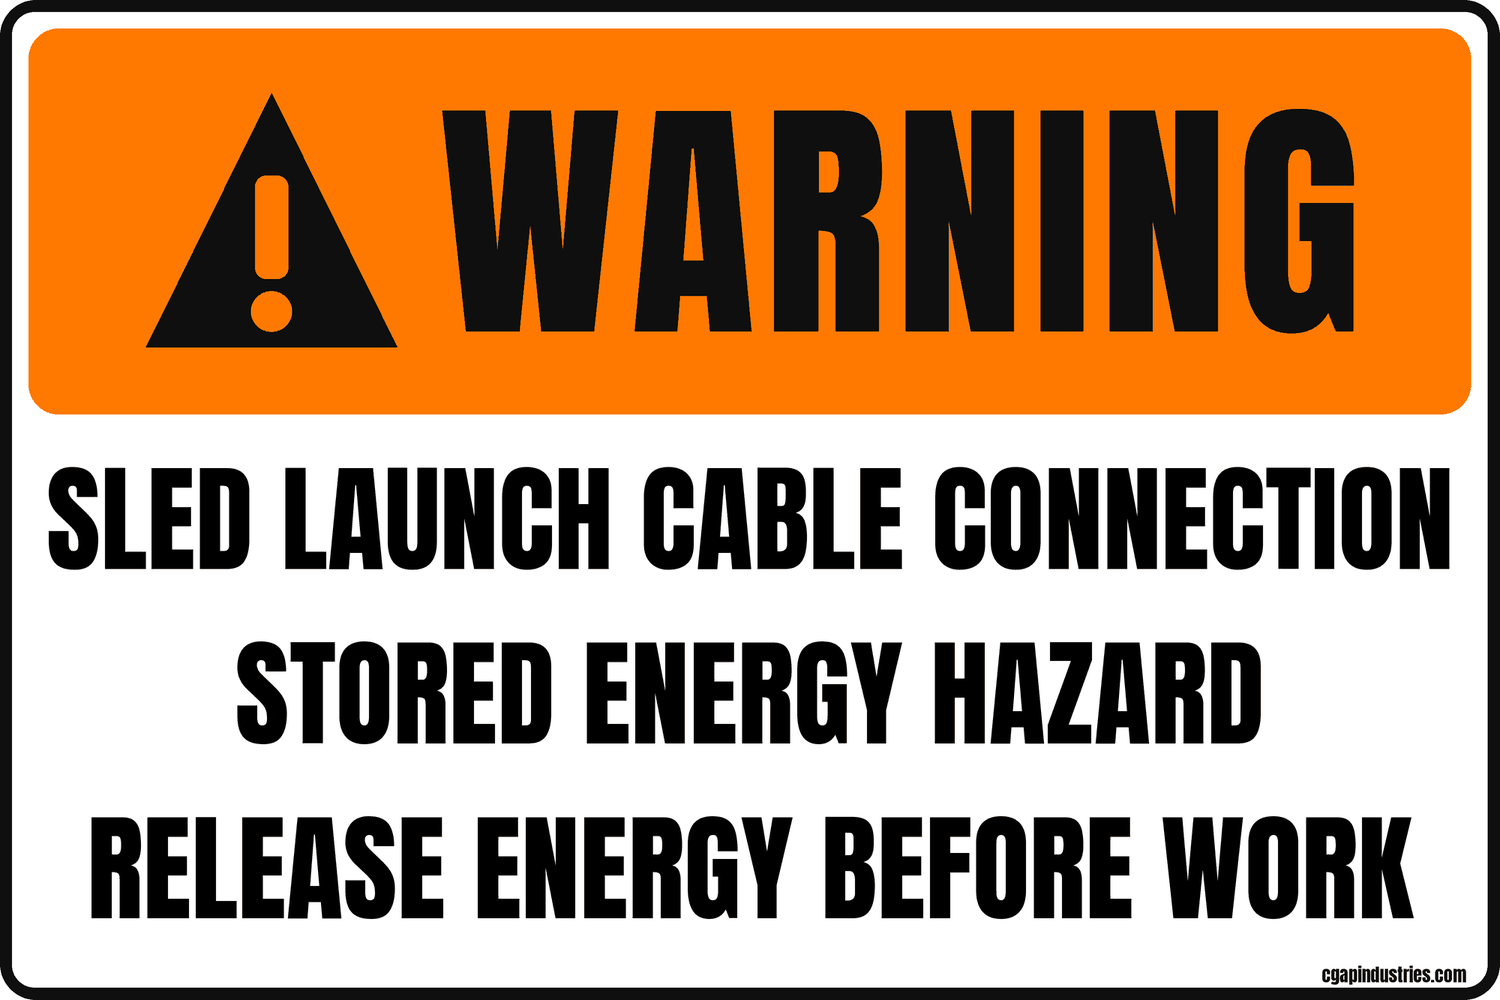 WARNING
SLED LAUNCH CABLE CONNECTION
STORED ENERGY HAZARD
RELEASE ENERGY BEFORE WORK
cgapindustries.com